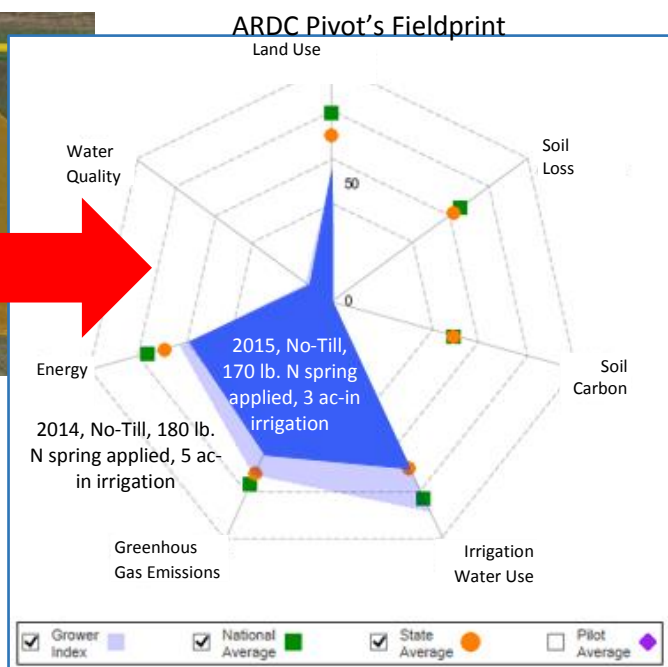 ARDC Pivot's Fieldprint
Land Use
Soil
Loss
Water
Quality
50
0
Soil
Carbon
Energy
2015, No-Till,
170 lb. N spring
applied, 3 ac-in
irrigation
2014, No-Till, 180 lb.
N spring applied, 5 ac-
in irrigation
Greenhous
Gas Emissions
Irrigation
Water Use
Grower
Index
National
Average
State
Average
Pilot
Average